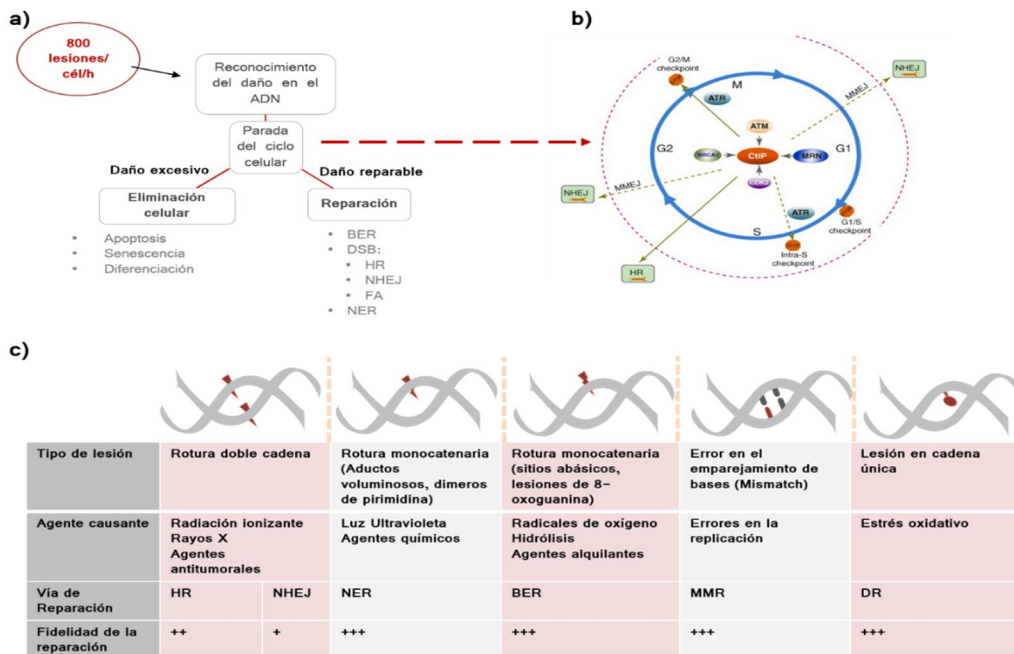 a)
800
lesiones/
cél/h
Reconocimiento
del daño en el
ADN
Parada
del ciclo
celular
Daño excesivo
Daño reparable
Eliminación
celular
Reparación
• Apoptosis
• Senescencia
• Diferenciación
• BER
• DSB:
• HR
• NHEJ
• FA
• NER
b)
G2/M
checkpoint
STOP
M
ATR
NHEJ
MMEJ
ATM
G2
BRCA1
CtIP
MRN
G1
CDK2
MMEJ
NHEJ
ATR
G1/S
checkpoint
S
STOP
Intra-S
checkpoint
HR
c)
Tipo de lesión
Rotura doble cadena
Rotura monocatenaria
(Aductos
voluminosos, dimeros
de pirimidina)
Rotura monocatenaria
(sitios abásicos,
lesiones de 8-
oxoguanina)
Error en el
emparejamiento de
bases (Mismatch)
Lesión en cadena
única
Agente causante
Radiación ionizante
Rayos X
Agentes
antitumorales
Luz Ultravioleta
Agentes químicos
Radicales de oxígeno
Hidrólisis
Agentes alquilantes
Errores en la
replicación
Estrés oxidativo
Vía de
Reparación
HR
NHEJ
NER
BER
MMR
DR
Fidelidad de la
reparación
++
+
+++
+++
+++
+++